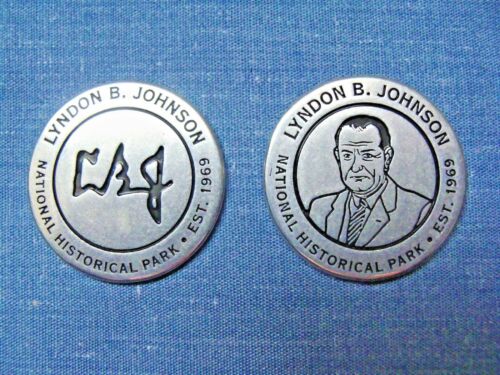 LYNDON B. JOHNSON
LBJ
NATIONAL HISTORICAL PARK • EST. 1969
LYNDON B. JOHNSON
NATIONAL HISTORICAL PARK • EST. 1969